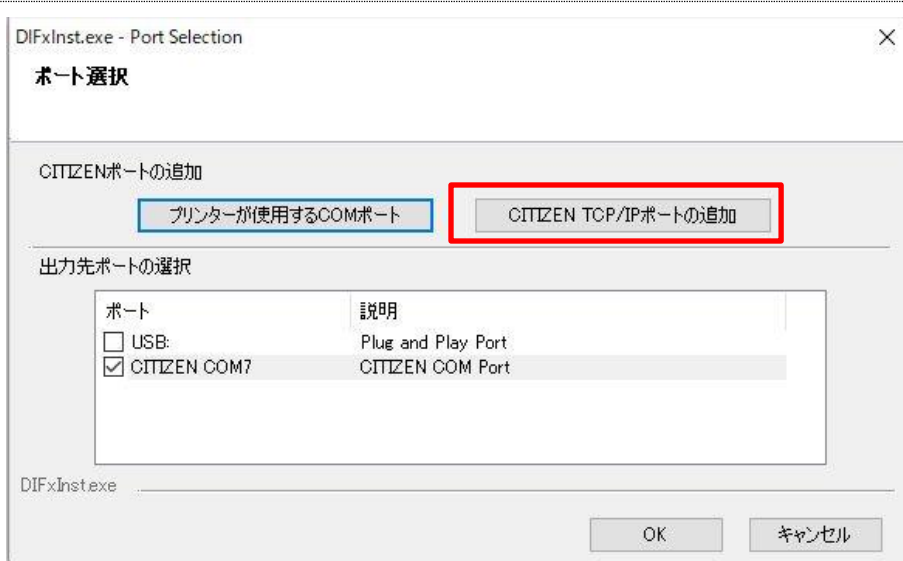 DIFxInst.exe - Port Selection
ポート選択
CITIZENポートの追加
プリンターが使用するCOMポート
CITIZEN TCP/IPポートの追加
出力先ポートの選択
ポート 説明
USB: Plug and Play Port
CITIZEN COM7 CITIZEN COM Port
DIFxInst.exe
OK キャンセル